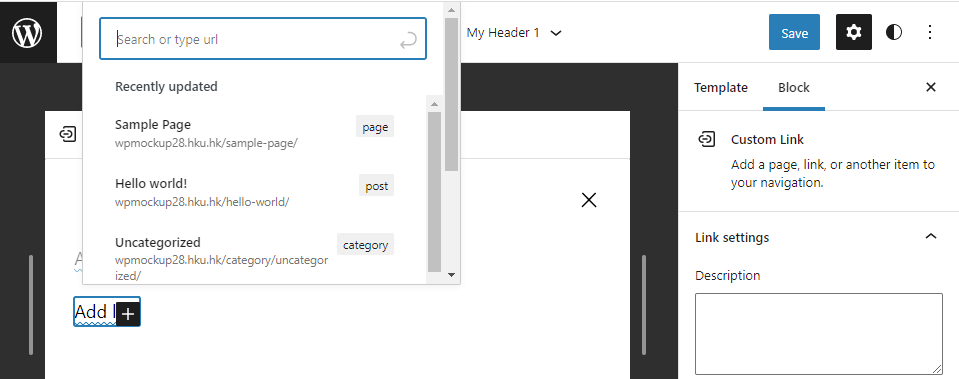 Search or type url
My Header 1
Save
Recently updated
Template
Block
Sample Page
page
wpmockup28.hku.hk/sample-page/
Custom Link
Add a page, link, or another item to
your navigation.
Hello world!
post
wpmockup28.hku.hk/hello-world/
Uncategorized
category
wpmockup28.hku.hk/category/uncategor
ized/
Link settings
Description
Add